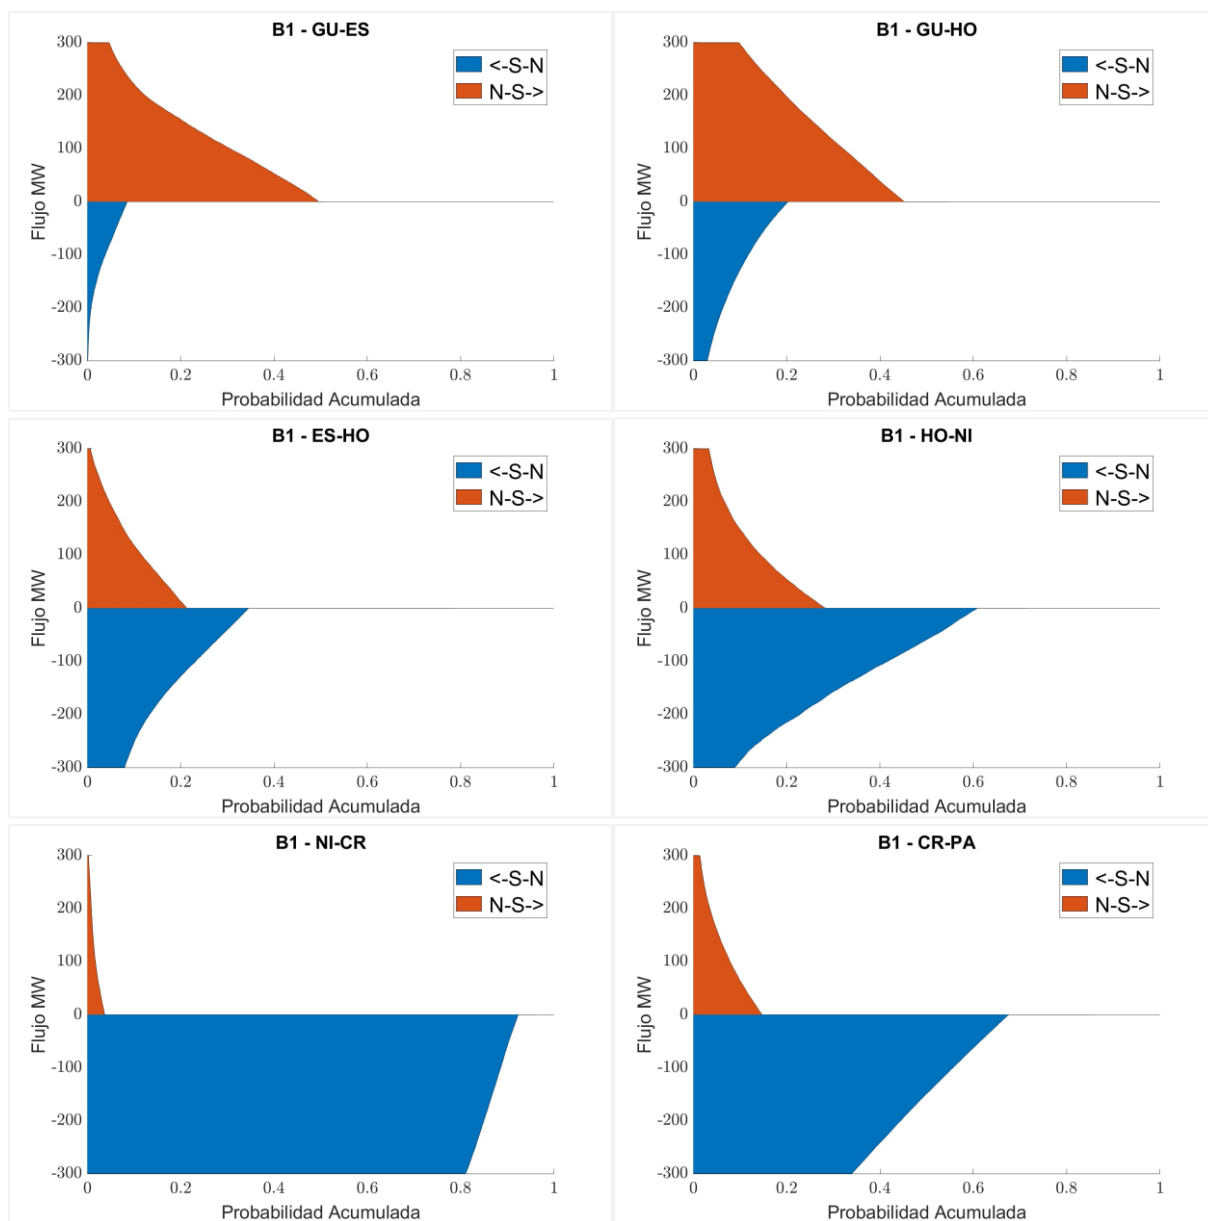 B1 - GU-ES
300
200
100
0
-100
-200
-300
Flujo MW
<-S-N
N-S->
0 0.2 0.4 0.6 0.8 1
Probabilidad Acumulada
B1 - GU-HO
300
200
100
0
-100
-200
-300
Flujo MW
<-S-N
N-S->
0 0.2 0.4 0.6 0.8 1
Probabilidad Acumulada
B1 - ES-HO
300
200
100
0
-100
-200
-300
Flujo MW
<-S-N
N-S->
0 0.2 0.4 0.6 0.8 1
Probabilidad Acumulada
B1 - HO-NI
300
200
100
0
-100
-200
-300
Flujo MW
<-S-N
N-S->
0 0.2 0.4 0.6 0.8 1
Probabilidad Acumulada
B1 - NI-CR
300
200
100
0
-100
-200
-300
Flujo MW
<-S-N
N-S->
0 0.2 0.4 0.6 0.8 1
Probabilidad Acumulada
B1 - CR-PA
300
200
100
0
-100
-200
-300
Flujo MW
<-S-N
N-S->
0 0.2 0.4 0.6 0.8 1
Probabilidad Acumulada